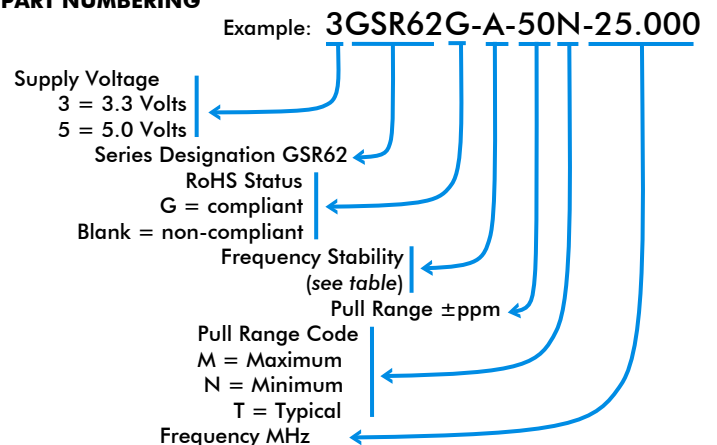 PART NUMBERING
Example: 3GSR62G-A-50N-25.000
Supply Voltage
3 = 3.3 Volts
5 = 5.0 Volts
Series Designation GSR62
RoHS Status
G = compliant
Blank = non-compliant
Frequency Stability
(see table)
Pull Range ±ppm
Pull Range Code
M = Maximum
N = Minimum
T = Typical
Frequency MHz